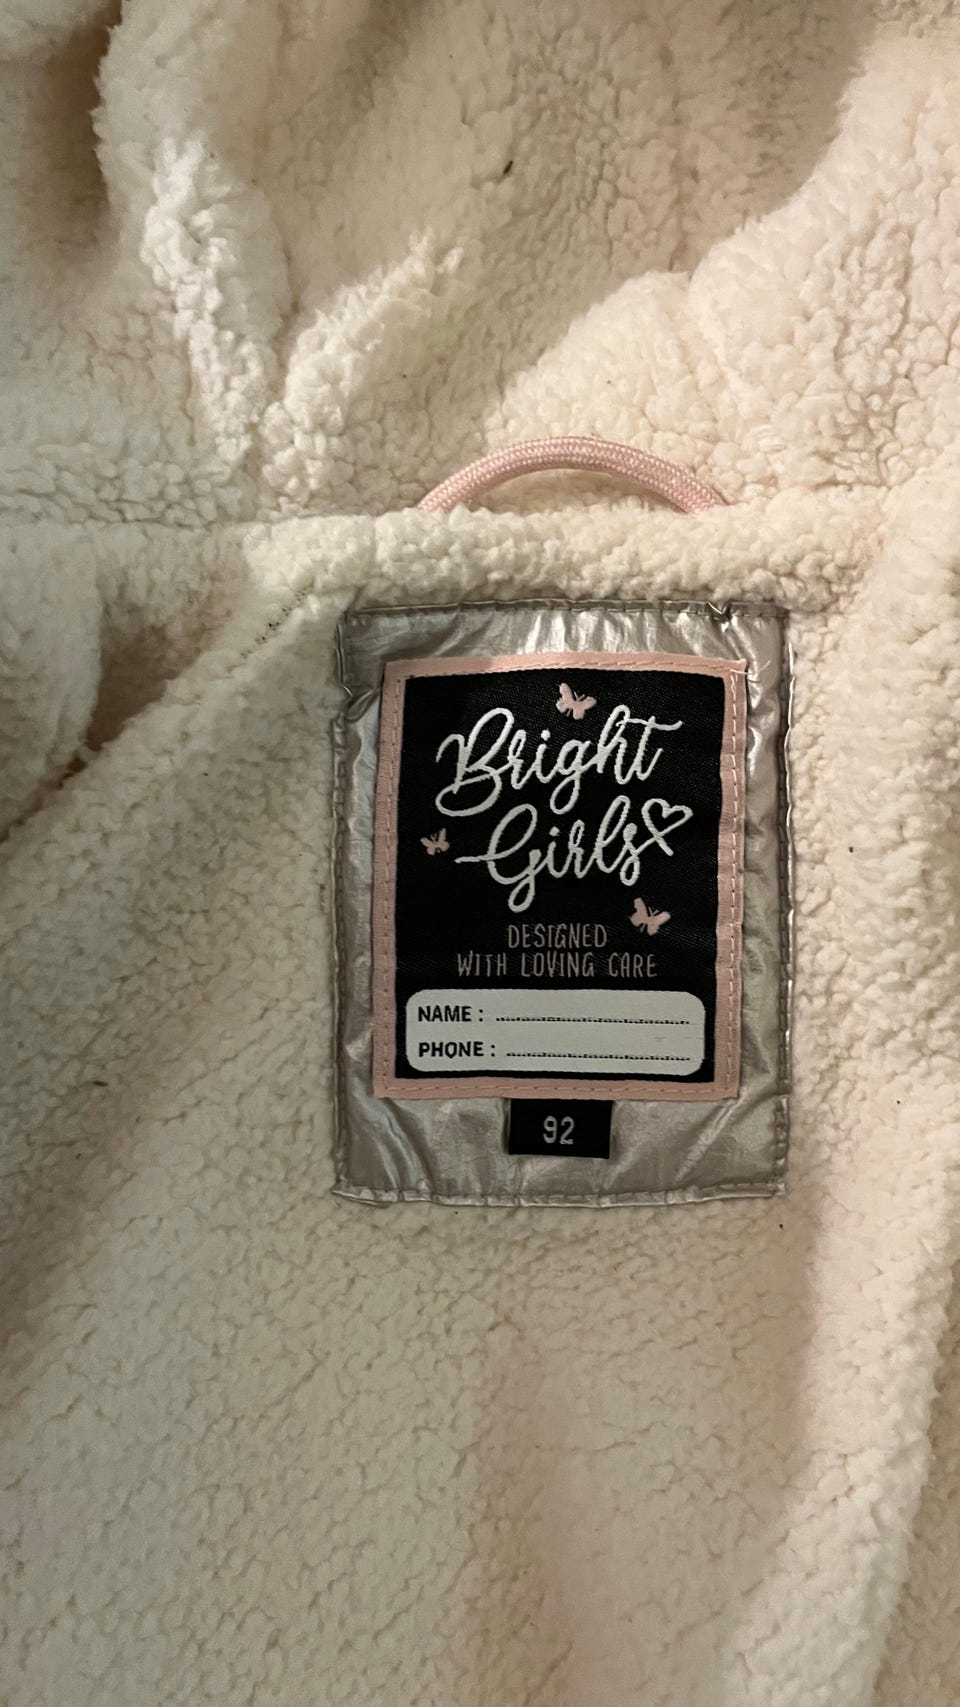 Bright
Girls
DESIGNED
WITH LOVING CARE
NAME :
PHONE :
92